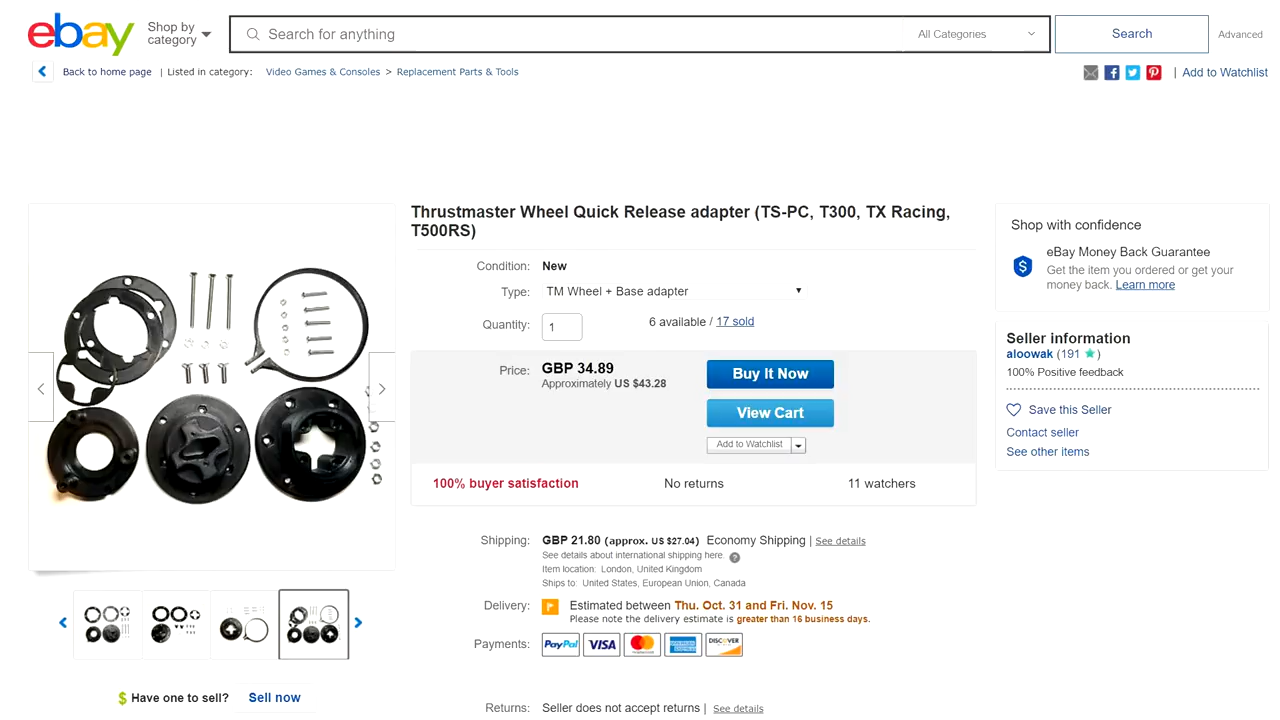 ebay
Shop by category
Search for anything
All Categories
Search
Advanced
Back to home page | Listed in category: Video Games & Consoles > Replacement Parts & Tools
| Add to Watchlist
Thrustmaster Wheel Quick Release adapter (TS-PC, T300, TX Racing,
T500RS)
Condition: New
Type: TM Wheel + Base adapter
Quantity: 1
6 available / 17 sold
Price: GBP 34.89
Approximately US $43.28
Buy It Now
View Cart
Add to Watchlist
100% buyer satisfaction
No returns
11 watchers
Shipping: GBP 21.80 (approx. US $27.04) Economy Shipping | See details
See details about international shipping here. ?
Item location: London, United Kingdom
Ships to: United States, European Union, Canada
Delivery: Estimated between Thu. Oct. 31 and Fri. Nov. 15
Please note the delivery estimate is greater than 16 business days.
Payments: PayPal VISA MasterCard AMERICAN EXPRESS DISCOVER
Returns: Seller does not accept returns | See details
Shop with confidence
eBay Money Back Guarantee
Get the item you ordered or get your
money back. Learn more
Seller information
aloowak (191 )
100% Positive feedback
Save this Seller
Contact seller
See other items
$ Have one to sell? Sell now